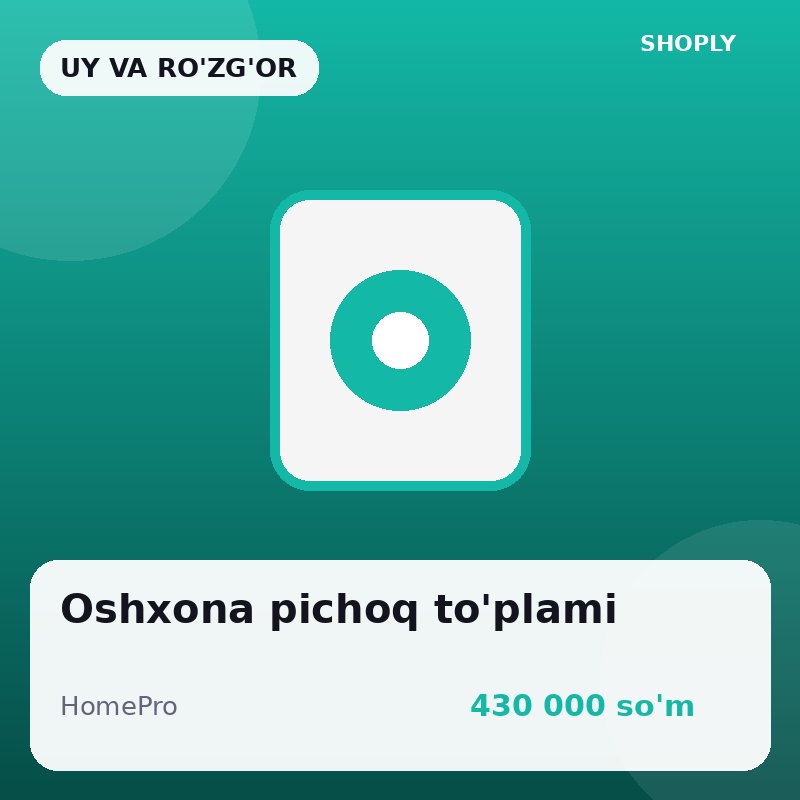 UY VA RO'ZG'OR
SHOPLY
Oshxona pichoq to'plami
HomePro
430 000 so'm